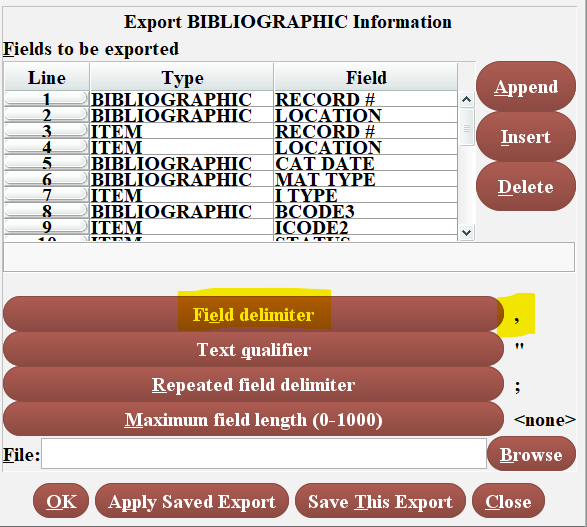 Export BIBLIOGRAPHIC Information
Fields to be exported
Line Type Field
1 BIBLIOGRAPHIC RECORD #
2 BIBLIOGRAPHIC LOCATION
3 ITEM RECORD #
4 ITEM LOCATION
5 BIBLIOGRAPHIC CAT DATE
6 BIBLIOGRAPHIC MAT TYPE
7 ITEM I TYPE
8 BIBLIOGRAPHIC BCODE3
9 ITEM ICODE2
10 ITEM STATUS
Append
Insert
Delete
Field delimiter ,
Text qualifier "
Repeated field delimiter ;
Maximum field length (0-1000) <none>
File: Browse
OK Apply Saved Export Save This Export Close